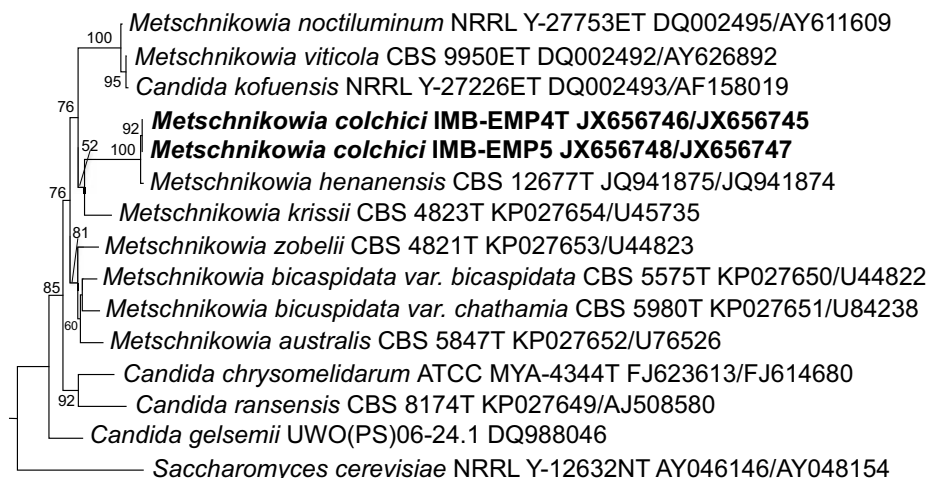 Metschnikowia noctiluminum NRRL Y-27753ET DQ002495/AY611609
100
Metschnikowia viticola CBS 9950ET DQ002492/AY626892
95
Candida kofuensis NRRL Y-27226ET DQ002493/AF158019
76
92
Metschnikowia colchici IMB-EMP4T JX656746/JX656745
52
100
Metschnikowia colchici IMB-EMP5 JX656748/JX656747
Metschnikowia henanensis CBS 12677T JQ941875/JQ941874
76
Metschnikowia krissii CBS 4823T KP027654/U45735
81
Metschnikowia zobelii CBS 4821T KP027653/U44823
Metschnikowia bicaspidata var. bicaspidata CBS 5575T KP027650/U44822
85
Metschnikowia bicuspidata var. chathamia CBS 5980T KP027651/U84238
60
Metschnikowia australis CBS 5847T KP027652/U76526
Candida chrysomelidarum ATCC MYA-4344T FJ623613/FJ614680
92
Candida ransensis CBS 8174T KP027649/AJ508580
Candida gelsemii UWO(PS)06-24.1 DQ988046
Saccharomyces cerevisiae NRRL Y-12632NT AY046146/AY048154